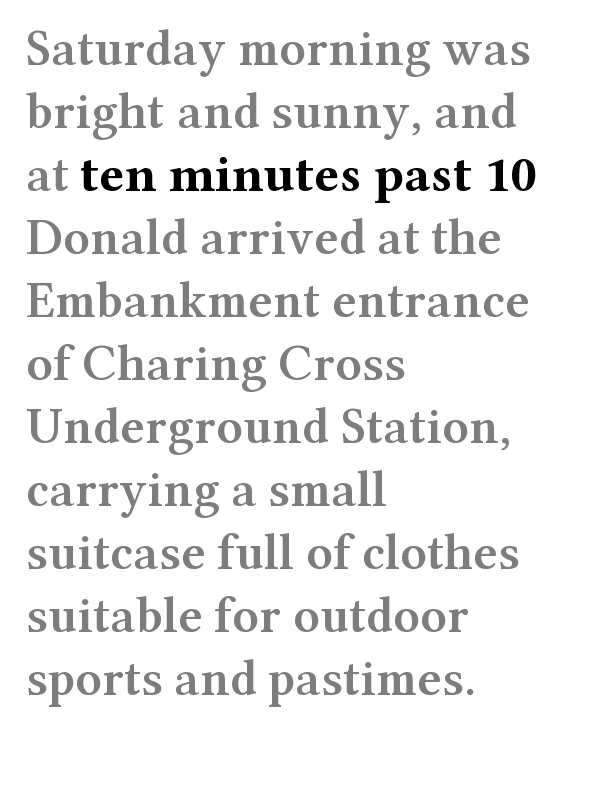 Saturday morning was
bright and sunny, and
at ten minutes past 10
Donald arrived at the
Embankment entrance
of Charing Cross
Underground Station,
carrying a small
suitcase full of clothes
suitable for outdoor
sports and pastimes.